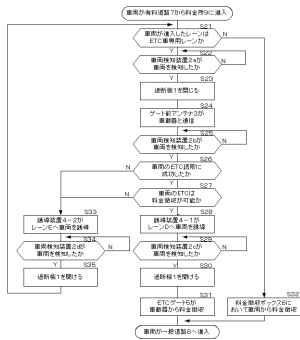 車両が有料道路7から料金所9に進入
S21
車両が進入したレーンは
ETC車専用レーンか
N
Y
S22
車両検知装置2aが
車両を検知したか
N
Y
S23
遮断機1を閉じる
S24
ゲート前アンテナ3が
車載器と通信
S25
車両検知装置2bが
車両を検知したか
N
Y
S26
車両のETC読取に
成功したか
N
Y
S27
車両のETCは
料金徴収が可能か
N
Y
S33
誘導装置4-2が
レーンEへ車両を誘導
S28
誘導装置4-1が
レーンDへ車両を誘導
S34
車両検知装置2dが
車両を検知したか
N
Y
S29
車両検知装置2cが
車両を検知したか
N
Y
S35
遮断機1を開ける
S30
遮断機1を開ける
S31
ETCゲート5が
車載器から料金徴収
S32
料金徴収ボックス6に
おいて車両から料金徴収
車両が一般道路8へ進入